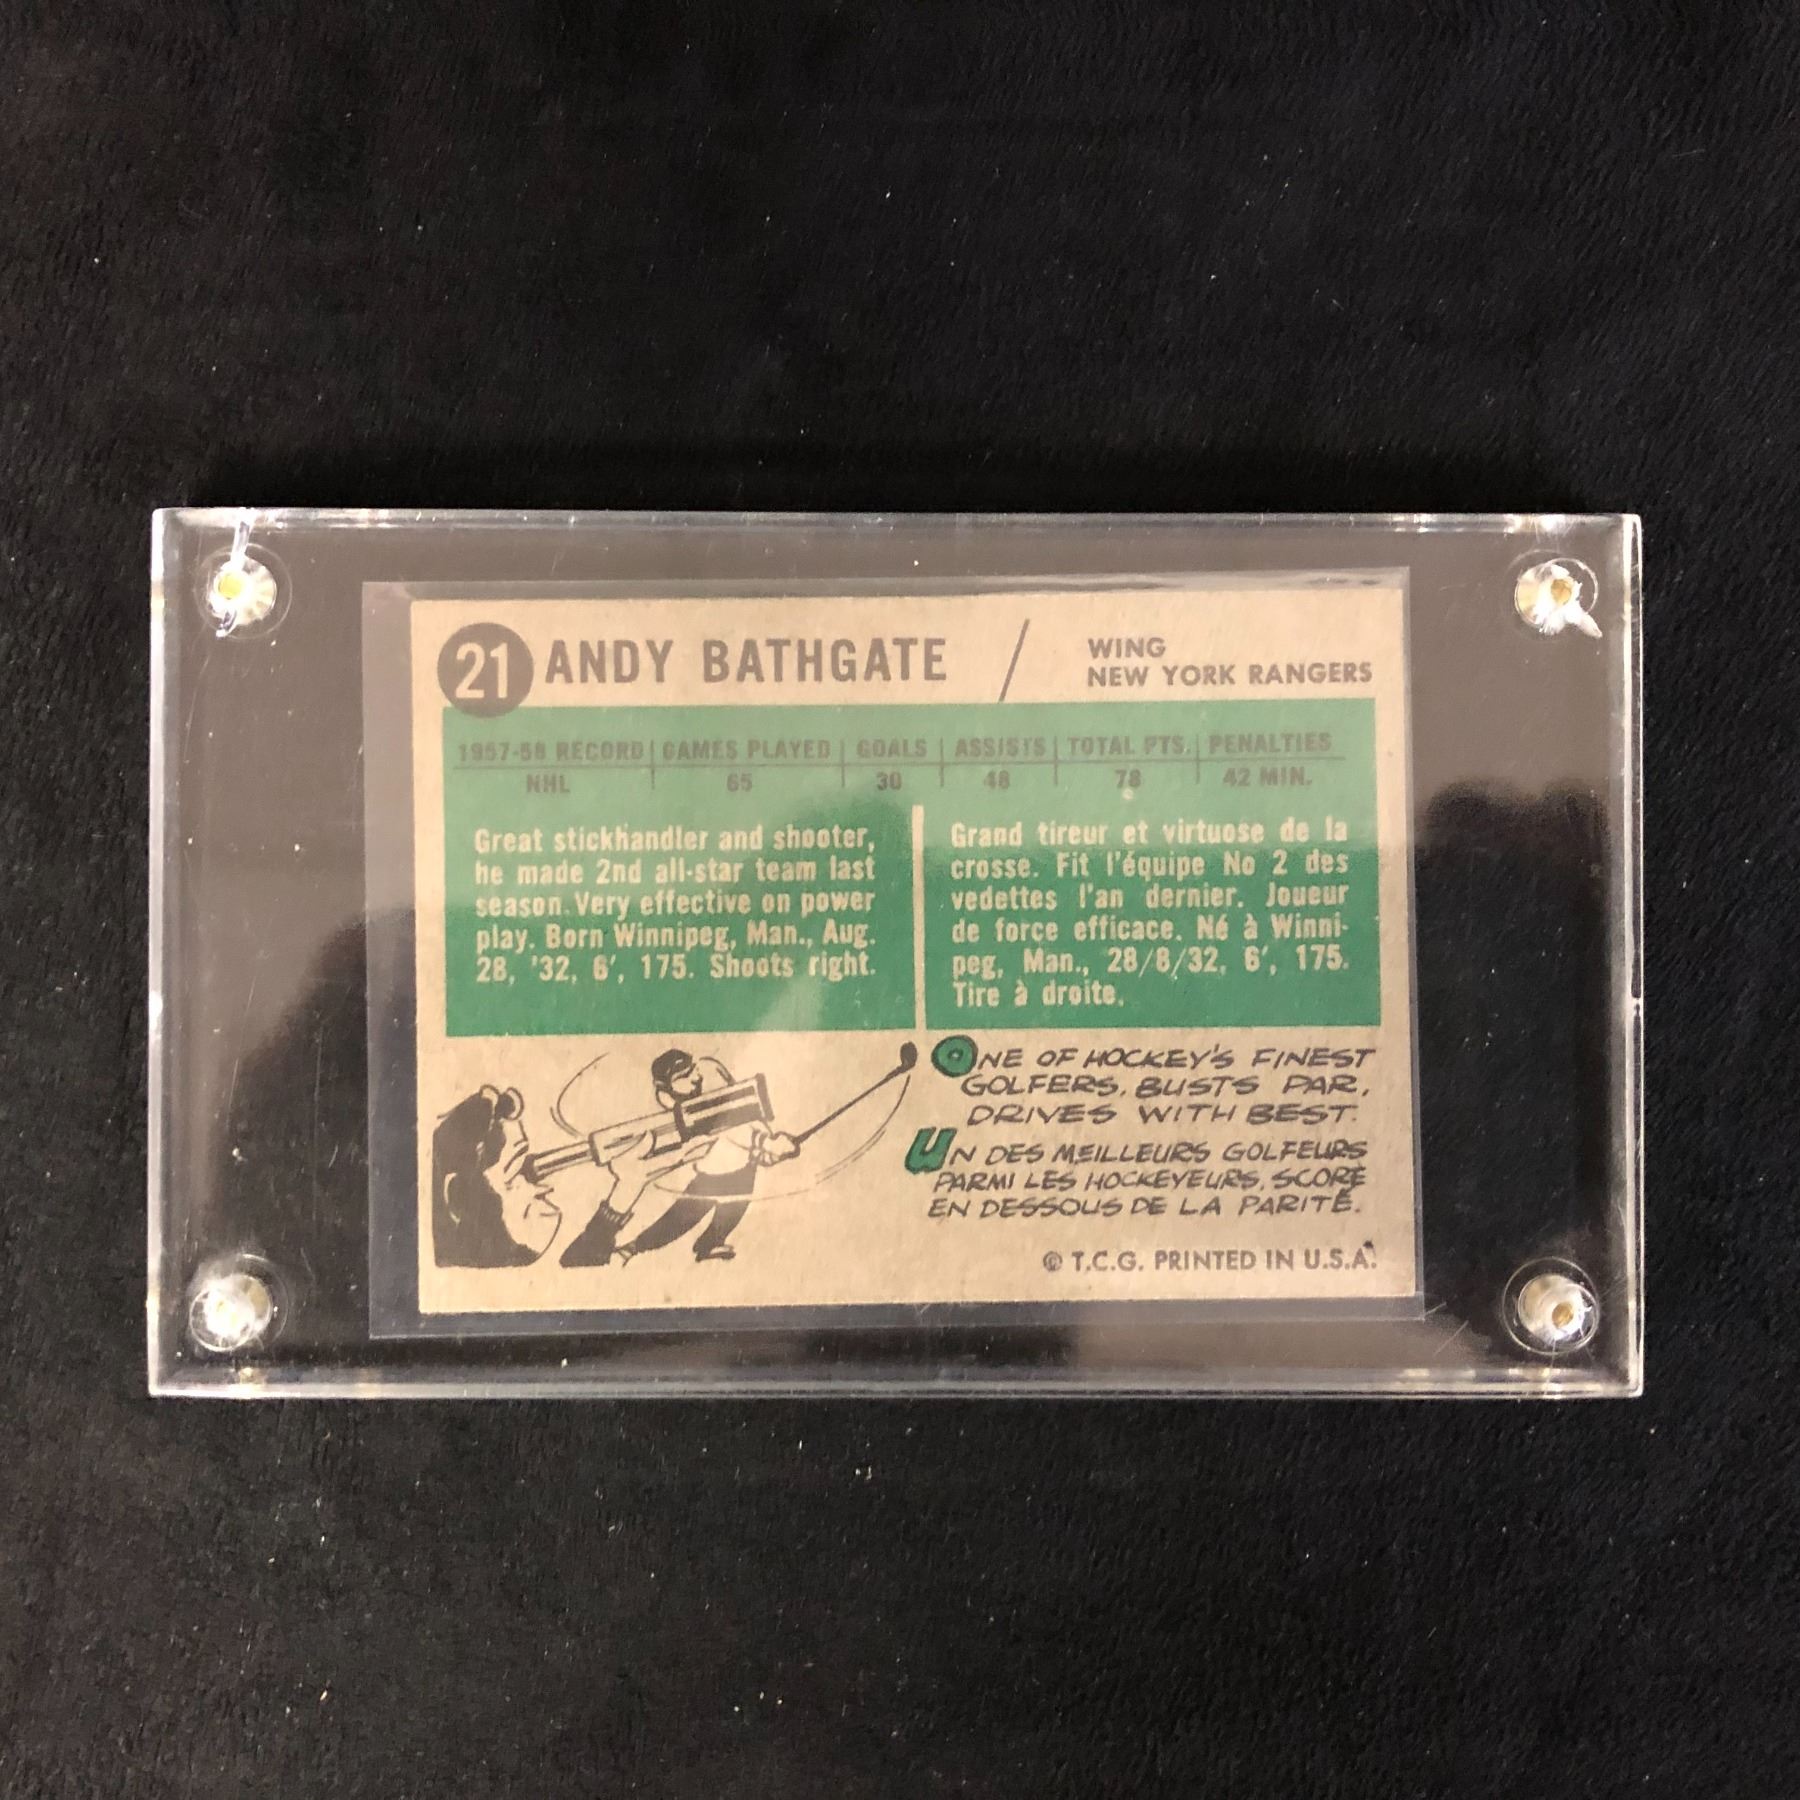 21 ANDY BATHGATE / WING
NEW YORK RANGERS
1957-58 RECORD GAMES PLAYED GOALS ASSISTS TOTAL PTS. PENALTIES
NHL 65 30 48 78 42 MIN.
Great stickhandler and shooter,
he made 2nd all-star team last
season. Very effective on power
play. Born Winnipeg, Man., Aug.
28, '32, 6', 175. Shoots right.
Grand tireur et virtuose de la
crosse. Fit l'équipe No 2 des
vedettes l'an dernier. Joueur
de force efficace. Né à Winni-
peg, Man., 28/8/32, 6', 175.
Tire à droite.
ONE OF HOCKEY'S FINEST
GOLFERS. BUSTS PAR,
DRIVES WITH BEST.
UN DES MEILLEURS GOLFEURS
PARMI LES HOCKEYEURS, SCORE
EN DESSOUS DE LA PARITÉ.
© T.C.G. PRINTED IN U.S.A.